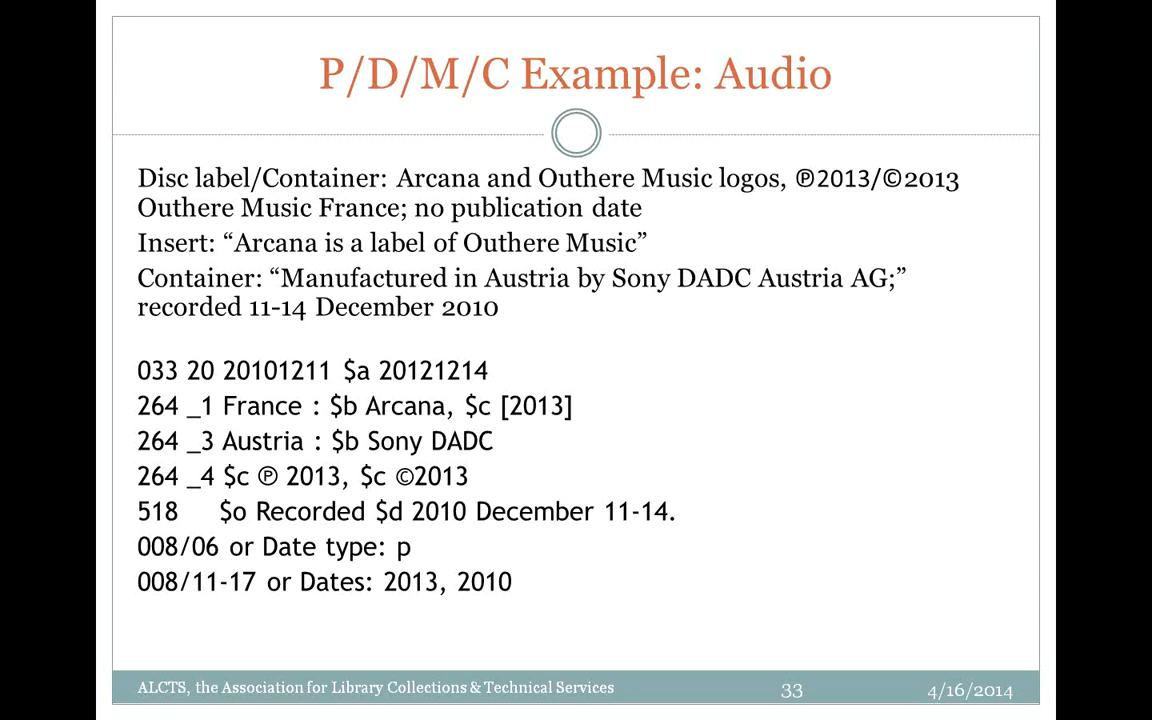 P/D/M/C Example: Audio
Disc label/Container: Arcana and Outhere Music logos, ℗2013/©2013
Outhere Music France; no publication date
Insert: “Arcana is a label of Outhere Music”
Container: “Manufactured in Austria by Sony DADC Austria AG;”
recorded 11-14 December 2010
033 20 20101211 $a 20121214
264 _1 France : $b Arcana, $c [2013]
264 _3 Austria : $b Sony DADC
264 _4 $c ℗ 2013, $c ©2013
518 $o Recorded $d 2010 December 11-14.
008/06 or Date type: p
008/11-17 or Dates: 2013, 2010
ALCTS, the Association for Library Collections & Technical Services 33 4/16/2014